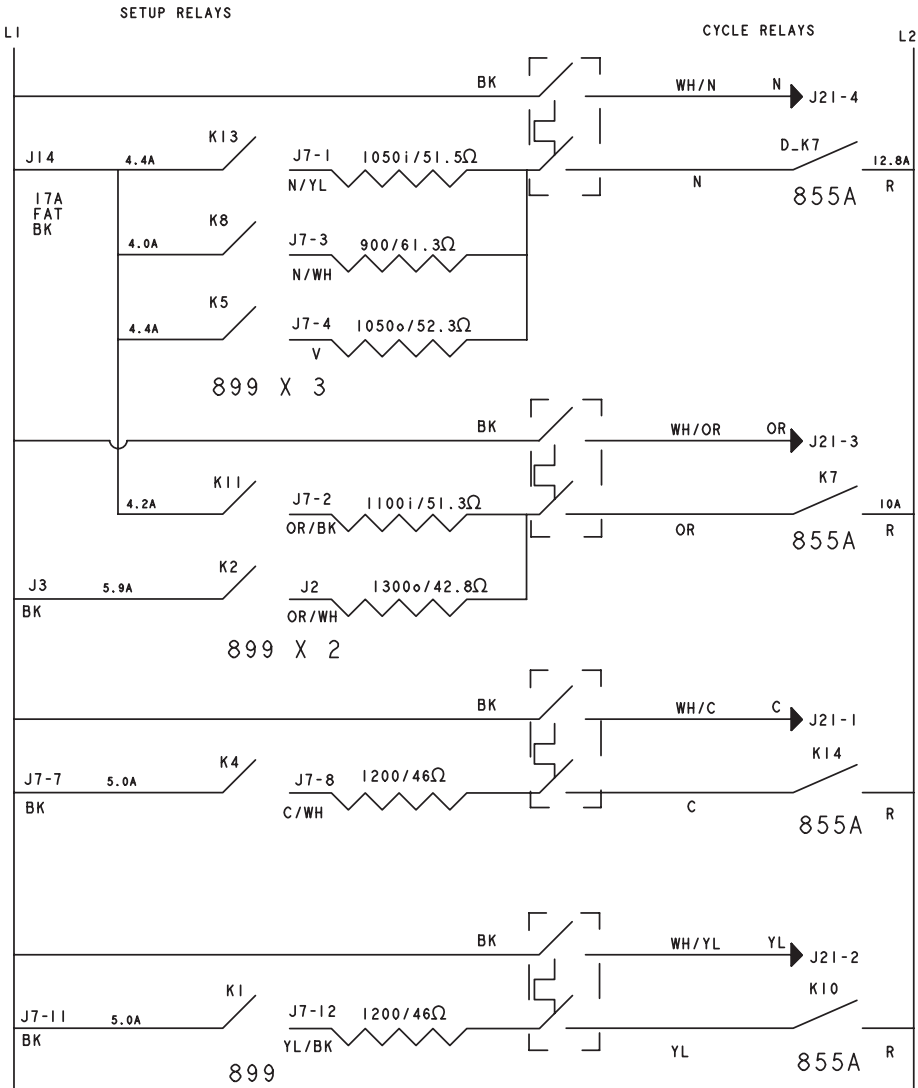 SETUP RELAYS
L1
CYCLE RELAYS
L2
BK
WH/N
N
J21-4
J14
4.4A
K13
J7-1
1050i/51.5Ω
N/YL
N
D_K7
12.8A
R
855A
17A
FAT
BK
K8
4.0A
J7-3
900/61.3Ω
N/WH
K5
4.4A
J7-4
1050o/52.3Ω
V
899 X 3
BK
WH/OR
OR
J21-3
K11
4.2A
J7-2
1100i/51.3Ω
OR/BK
OR
K7
10A
R
855A
J3
5.9A
BK
K2
J2
1300o/42.8Ω
OR/WH
899 X 2
BK
WH/C
C
J21-1
J7-7
5.0A
BK
K4
J7-8
1200/46Ω
C/WH
C
K14
R
855A
BK
WH/YL
YL
J21-2
J7-11
5.0A
BK
K1
J7-12
1200/46Ω
YL/BK
YL
K10
R
855A
899